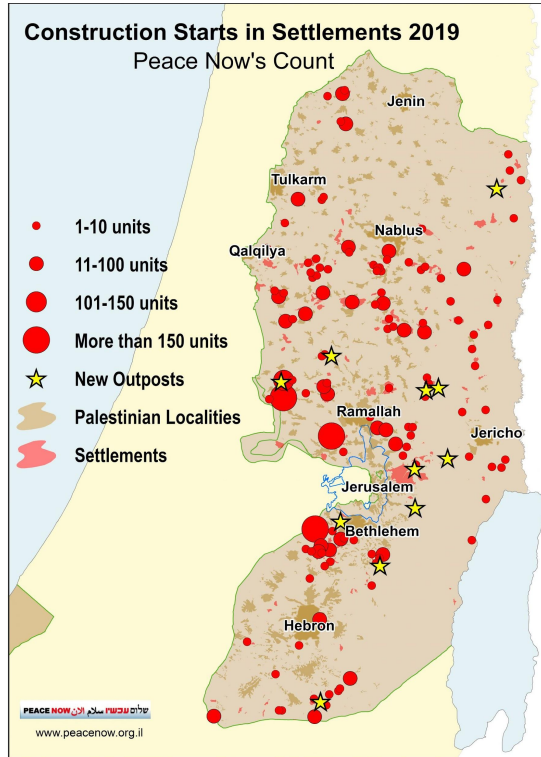 Construction Starts in Settlements 2019
Peace Now's Count
Jenin
Tulkarm
Nablus
Qalqilya
1-10 units
11-100 units
101-150 units
More than 150 units
New Outposts
Palestinian Localities
Settlements
Ramallah
Jericho
Jerusalem
Bethlehem
Hebron
PEACE NOW سلام الآن שלום עכשיו
www.peacenow.org.il